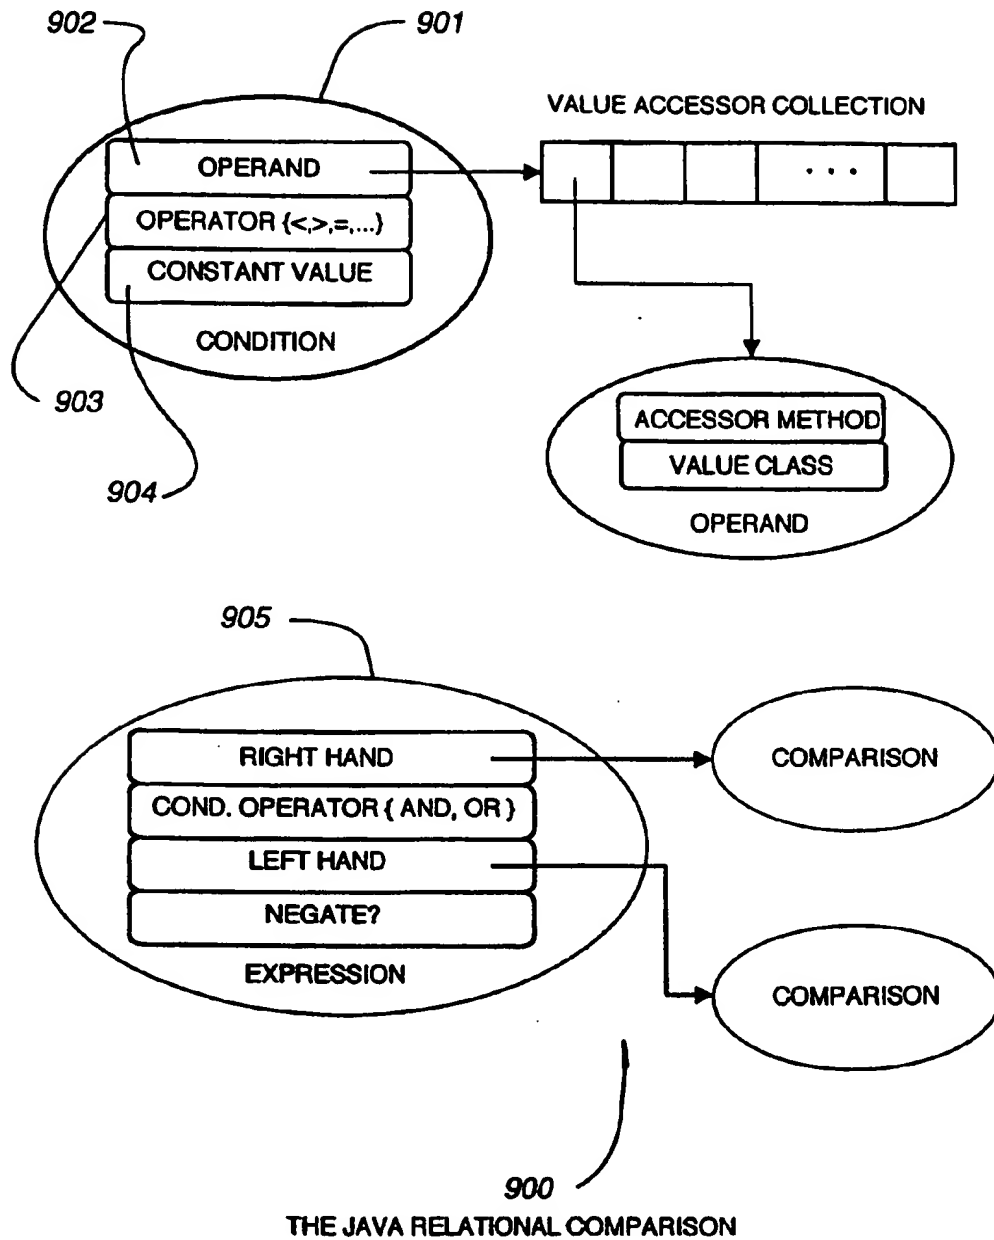 902
901
VALUE ACCESSOR COLLECTION
OPERAND
. . .
OPERATOR {<,>,=,...}
CONSTANT VALUE
CONDITION
903
904
ACCESSOR METHOD
VALUE CLASS
OPERAND
905
RIGHT HAND
COMPARISON
COND. OPERATOR { AND, OR }
LEFT HAND
NEGATE?
EXPRESSION
COMPARISON
900
THE JAVA RELATIONAL COMPARISON